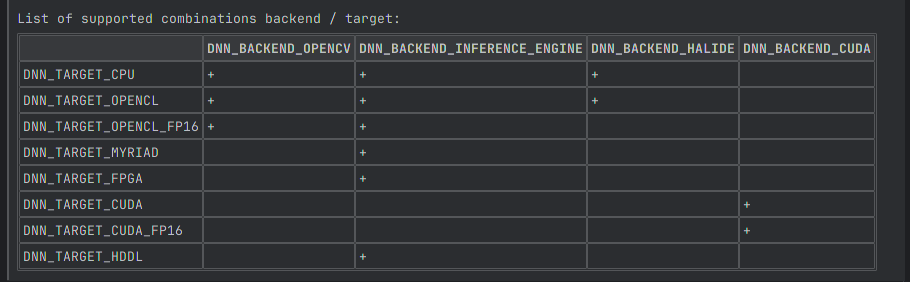 List of supported combinations backend / target:
DNN_BACKEND_OPENCV DNN_BACKEND_INFERENCE_ENGINE DNN_BACKEND_HALIDE DNN_BACKEND_CUDA
DNN_TARGET_CPU + + +
DNN_TARGET_OPENCL + + +
DNN_TARGET_OPENCL_FP16 + +
DNN_TARGET_MYRIAD +
DNN_TARGET_FPGA +
DNN_TARGET_CUDA +
DNN_TARGET_CUDA_FP16 +
DNN_TARGET_HDDL +